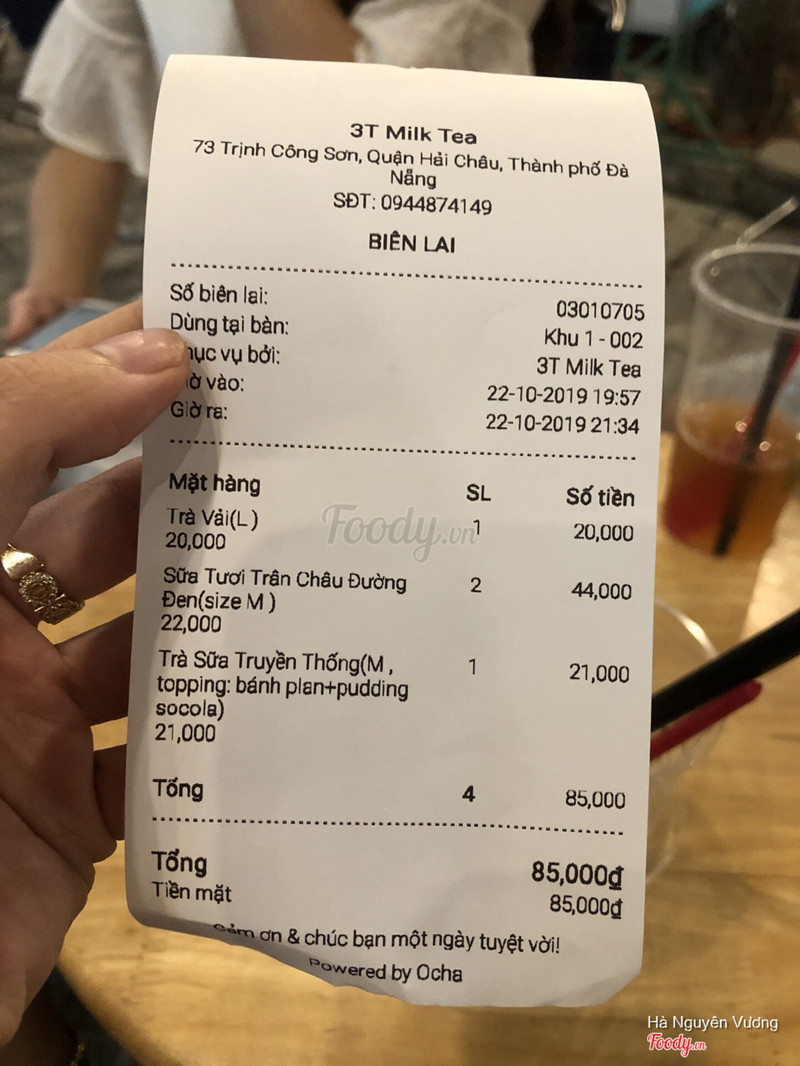 3T Milk Tea
73 Trịnh Công Sơn, Quận Hải Châu, Thành phố Đà
Nẵng
SĐT: 0944874149
BIÊN LAI
Số biên lai: 03010705
Dùng tại bàn: Khu 1 - 002
vụ bởi: 3T Milk Tea
vào: 22-10-2019 19:57
Giờ ra: 22-10-2019 21:34
Mặt hàng SL Số tiền
Trà Vải(L ) 1 20,000
20,000
Sữa Tươi Trân Châu Đường 2 44,000
Đen(size M )
22,000
Trà Sữa Truyền Thống(M , 1 21,000
topping: bánh plan+pudding
socola)
21,000
Tổng 4 85,000
Tổng 85,000₫
Tiền mặt 85,000₫
Cảm ơn & chúc bạn một ngày tuyệt vời!
Powered by Ocha
Foody.vn
Hà Nguyên Vương
Foody.vn